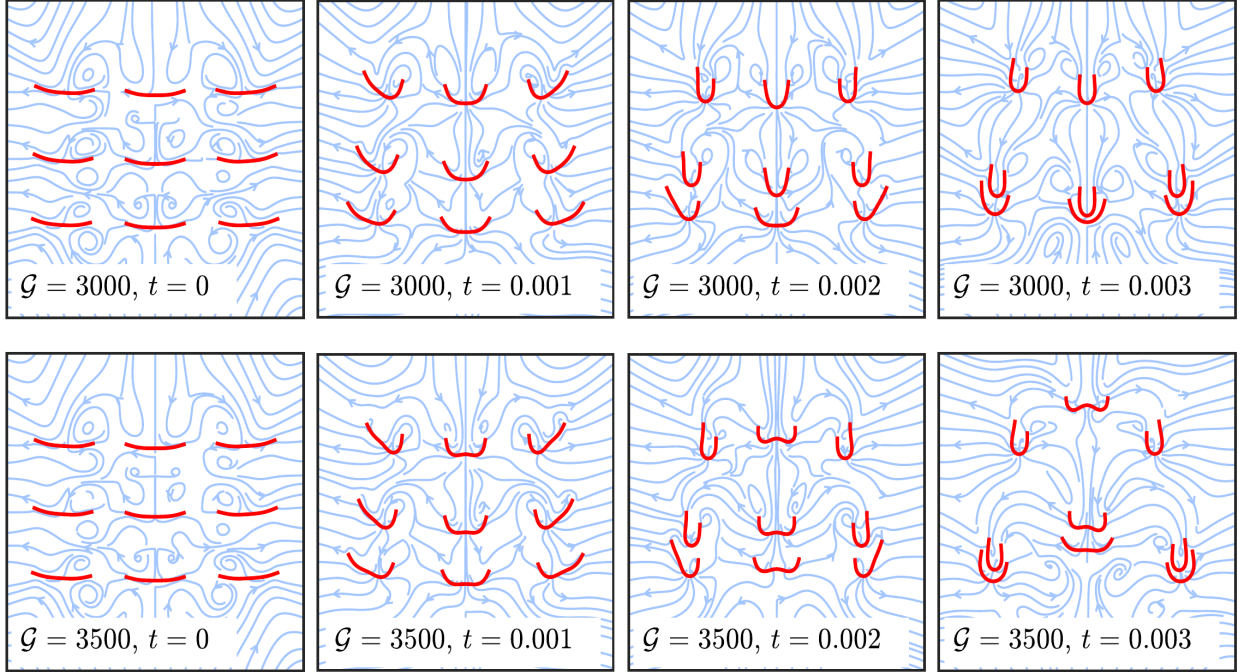 𝒢 = 3000, t = 0
𝒢 = 3000, t = 0.001
𝒢 = 3000, t = 0.002
𝒢 = 3000, t = 0.003
𝒢 = 3500, t = 0
𝒢 = 3500, t = 0.001
𝒢 = 3500, t = 0.002
𝒢 = 3500, t = 0.003